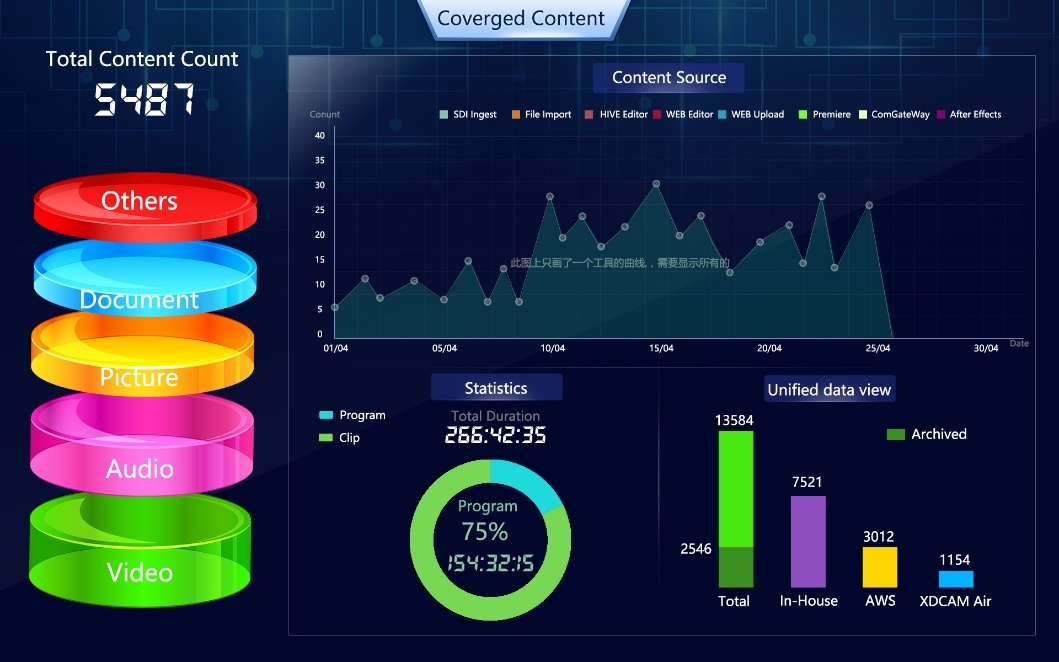 Coverged Content
Total Content Count
5487
Others
Document
Picture
Audio
Video
Content Source
Conunt
SDI Ingest File Import HIVE Editor WEB Editor WEB Upload Premiere ComGateWay After Effects
40
35
30
25
20
15
10
5
0
此图上只画了一个工具的曲线，，需要显示所有的
01/04 05/04 10/04 15/04 20/04 25/04 30/04 Date
Statistics
Program
Clip
Total Duration
266:42:35
Program
75%
154:32:15
Unified data view
Archived
13584
7521
3012
1154
2546
Total In-House AWS XDCAM Air